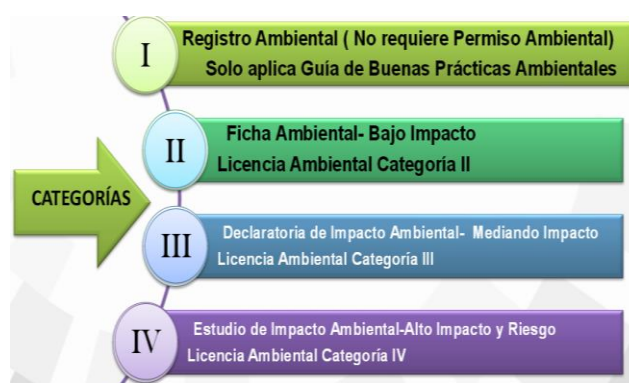 I
Registro Ambiental ( No requiere Permiso Ambiental)
Solo aplica Guía de Buenas Prácticas Ambientales
II
Ficha Ambiental- Bajo Impacto
Licencia Ambiental Categoría II
CATEGORÍAS
III
Declaratoria de Impacto Ambiental- Mediando Impacto
Licencia Ambiental Categoría III
IV
Estudio de Impacto Ambiental-Alto Impacto y Riesgo
Licencia Ambiental Categoría IV